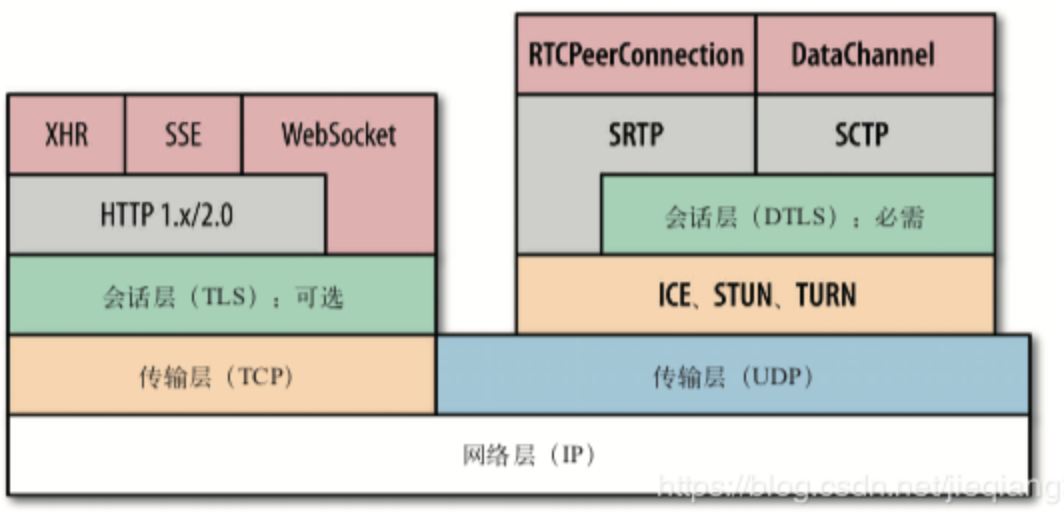 RTCPeerConnection
DataChannel
XHR
SSE
WebSocket
SRTP
SCTP
HTTP 1.x/2.0
会话层（DTLS）；必需
会话层（TLS）；可选
ICE、STUN、TURN
传输层（TCP）
传输层（UDP）
网络层（IP）
https://blog.csdn.net/jieqiang